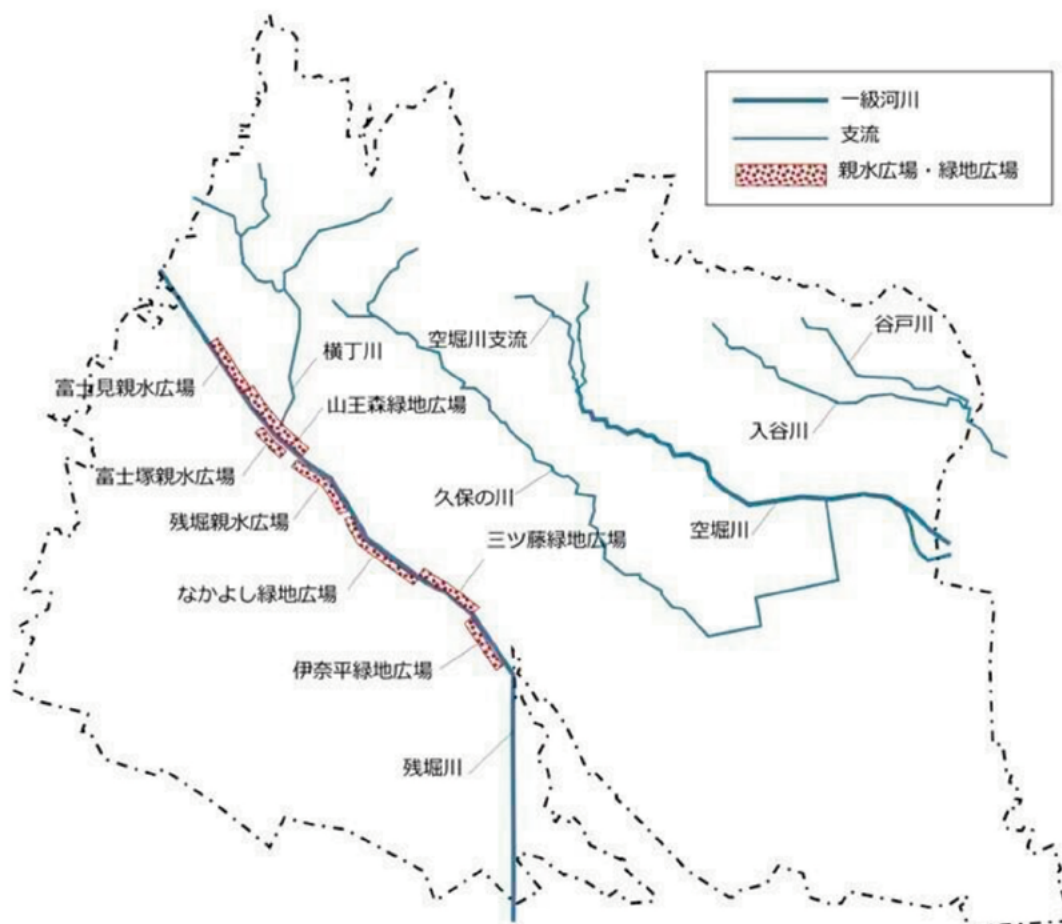 一級河川
支流
親水広場・緑地広場
谷戸川
空堀川支流
横丁川
富士見親水広場
山王森緑地広場
入谷川
富士塚親水広場
久保の川
残堀親水広場
空堀川
三ツ藤緑地広場
なかよし緑地広場
伊奈平緑地広場
残堀川